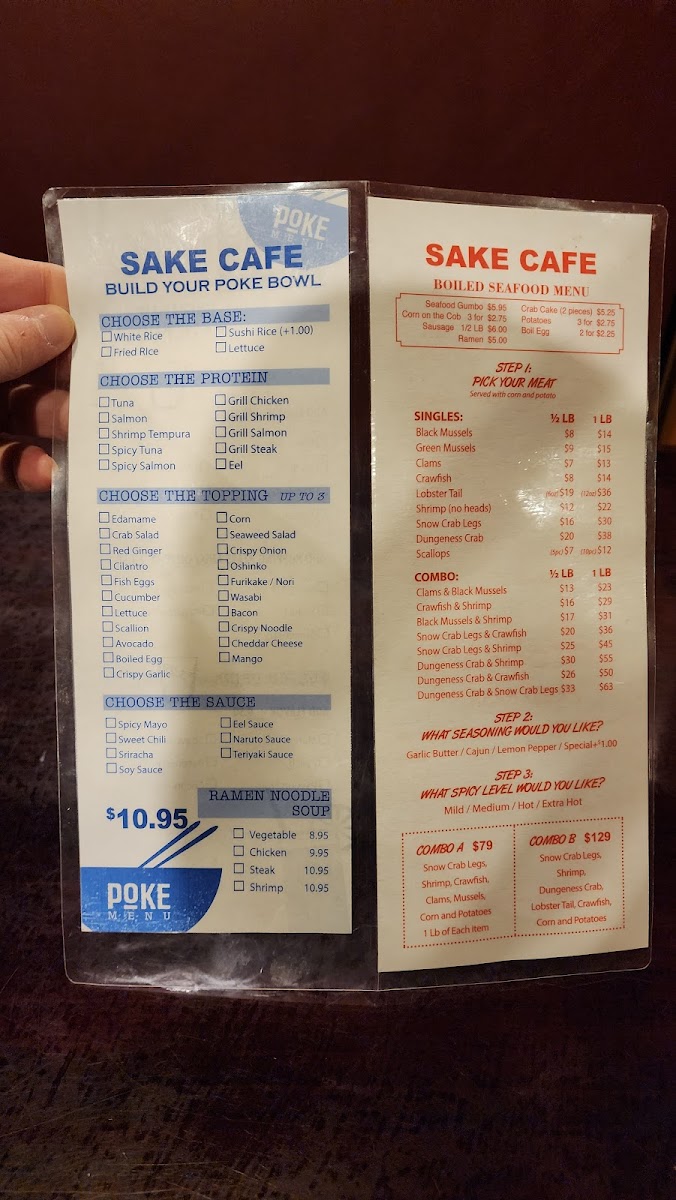 POKE
MENU
SAKE CAFE
BUILD YOUR POKE BOWL
CHOOSE THE BASE:
White Rice
Sushi Rice (+1.00)
Fried RIce
Lettuce
CHOOSE THE PROTEIN
Tuna
Grill Chicken
Salmon
Grill Shrimp
Shrimp Tempura
Grill Salmon
Spicy Tuna
Grill Steak
Spicy Salmon
Eel
CHOOSE THE TOPPING UP TO 3
Edamame
Corn
Crab Salad
Seaweed Salad
Red Ginger
Crispy Onion
Cilantro
Oshinko
Fish Eggs
Furikake / Nori
Cucumber
Wasabi
Lettuce
Bacon
Scallion
Crispy Noodle
Avocado
Cheddar Cheese
Boiled Egg
Mango
Crispy Garlic
CHOOSE THE SAUCE
Spicy Mayo
Eel Sauce
Sweet Chili
Naruto Sauce
Sriracha
Teriyaki Sauce
Soy Sauce
$10.95
RAMEN NOODLE
SOUP
Vegetable 8.95
Chicken 9.95
Steak 10.95
Shrimp 10.95
POKE
MENU
SAKE CAFE
BOILED SEAFOOD MENU
Seafood Gumbo $5.95
Crab Cake (2 pieces) $5.25
Corn on the Cob 3 for $2.75
Potatoes 3 for $2.75
Sausage 1/2 LB $6.00
Boil Egg 2 for $2.25
Ramen $5.00
STEP 1:
PICK YOUR MEAT
Served with corn and potato
SINGLES: ½ LB 1 LB
Black Mussels $8 $14
Green Mussels $9 $15
Clams $7 $13
Crawfish $8 $14
Lobster Tail $19 (12oz) $36
Shrimp (no heads) $12 $22
Snow Crab Legs $16 $30
Dungeness Crab $20 $38
Scallops (5pc) $7 (10pc) $12
COMBO: ½ LB 1 LB
Clams & Black Mussels $13 $23
Crawfish & Shrimp $16 $29
Black Mussels & Shrimp $17 $31
Snow Crab Legs & Crawfish $20 $36
Snow Crab Legs & Shrimp $25 $45
Dungeness Crab & Shrimp $30 $55
Dungeness Crab & Crawfish $26 $50
Dungeness Crab & Snow Crab Legs $33 $63
STEP 2:
WHAT SEASONING WOULD YOU LIKE?
Garlic Butter / Cajun / Lemon Pepper / Special+$1.00
STEP 3:
WHAT SPICY LEVEL WOULD YOU LIKE?
Mild / Medium / Hot / Extra Hot
COMBO A $79
Snow Crab Legs,
Shrimp, Crawfish,
Clams, Mussels,
Corn and Potatoes
1 Lb of Each Item
COMBO B $129
Snow Crab Legs,
Shrimp,
Dungeness Crab,
Lobster Tail, Crawfish,
Corn and Potatoes